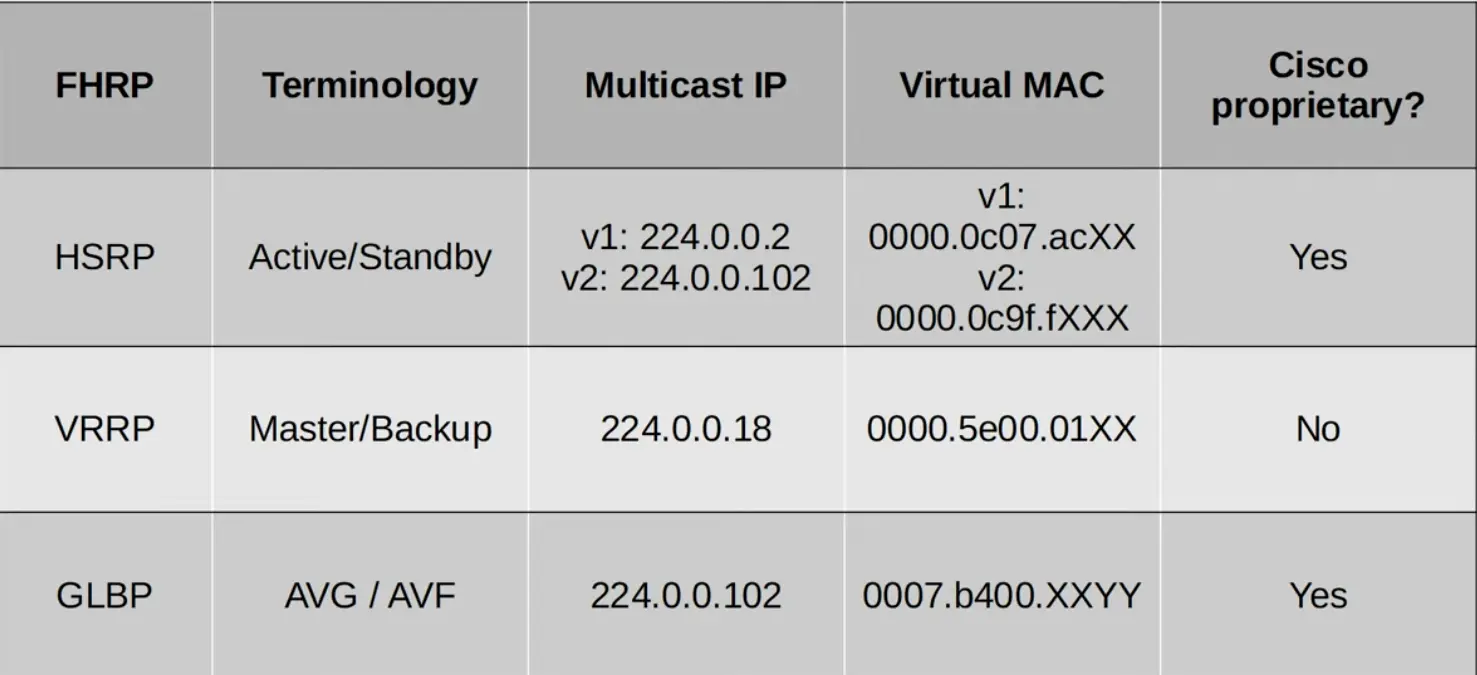 FHRP
Terminology
Multicast IP
Virtual MAC
Cisco
proprietary?
HSRP
Active/Standby
v1: 224.0.0.2
v2: 224.0.0.102
v1:
0000.0c07.acXX
v2:
0000.0c9f.fXXX
Yes
VRRP
Master/Backup
224.0.0.18
0000.5e00.01XX
No
GLBP
AVG / AVF
224.0.0.102
0007.b400.XXYY
Yes